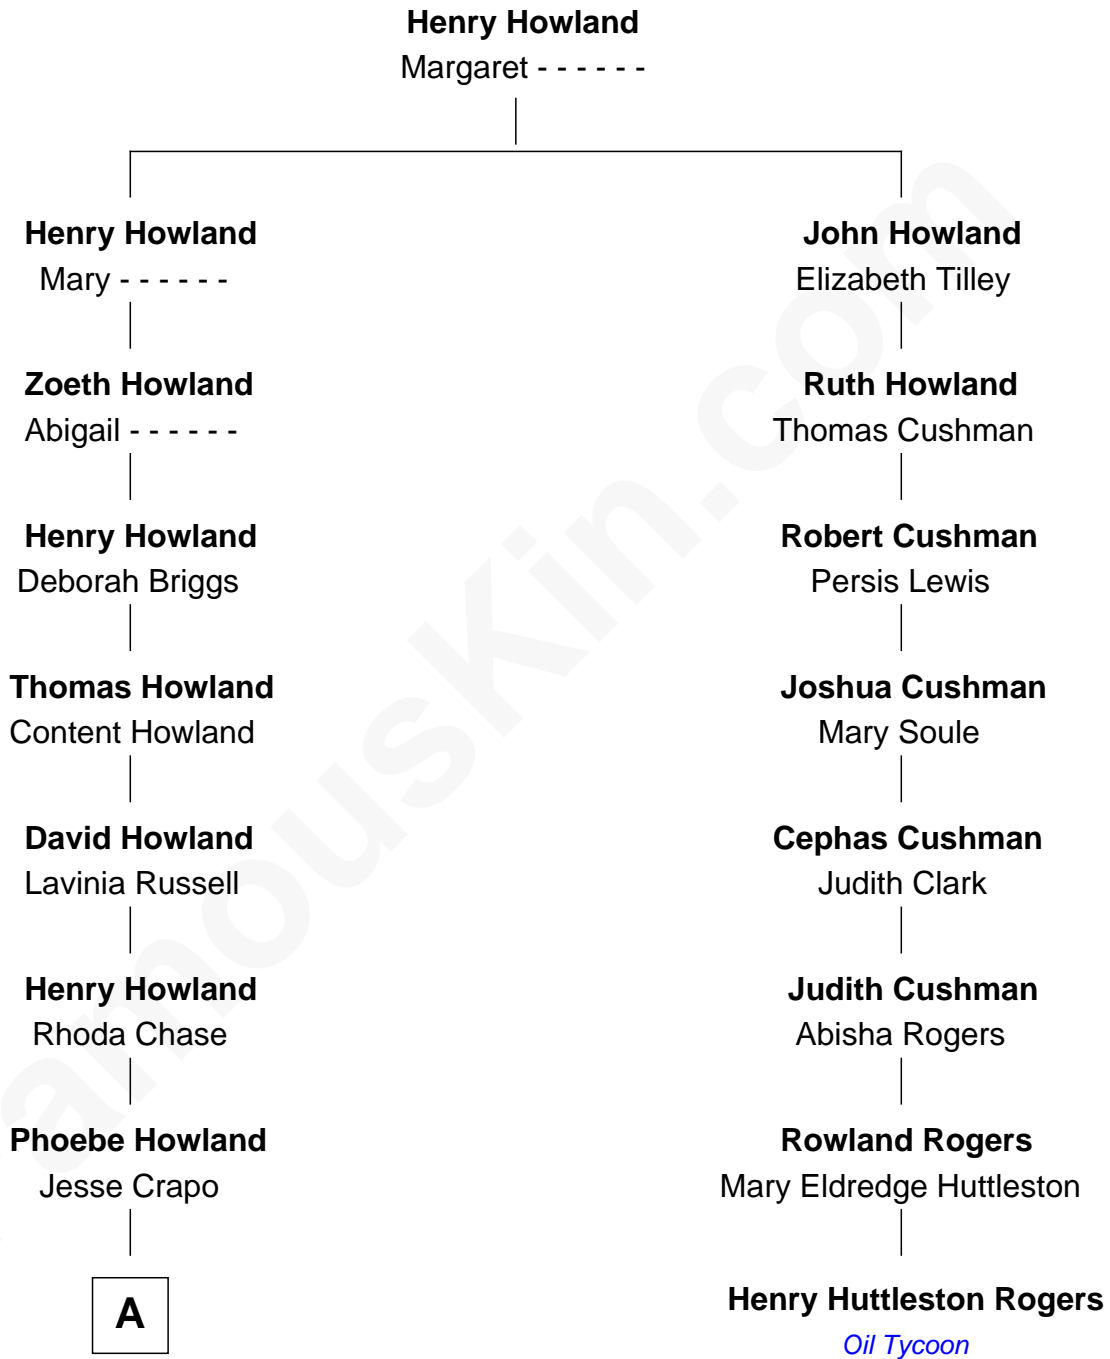 Henry Howland
Margaret - - - - - -
Henry Howland
Mary - - - - - -
Zoeth Howland
Abigail - - - - - -
Henry Howland
Deborah Briggs
Thomas Howland
Content Howland
David Howland
Lavinia Russell
Henry Howland
Rhoda Chase
Phoebe Howland
Jesse Crapo
A
John Howland
Elizabeth Tilley
Ruth Howland
Thomas Cushman
Robert Cushman
Persis Lewis
Joshua Cushman
Mary Soule
Cephas Cushman
Judith Clark
Judith Cushman
Abisha Rogers
Rowland Rogers
Mary Eldredge Huttleston
Henry Huttleston Rogers
Oil Tycoon
amousKin.com